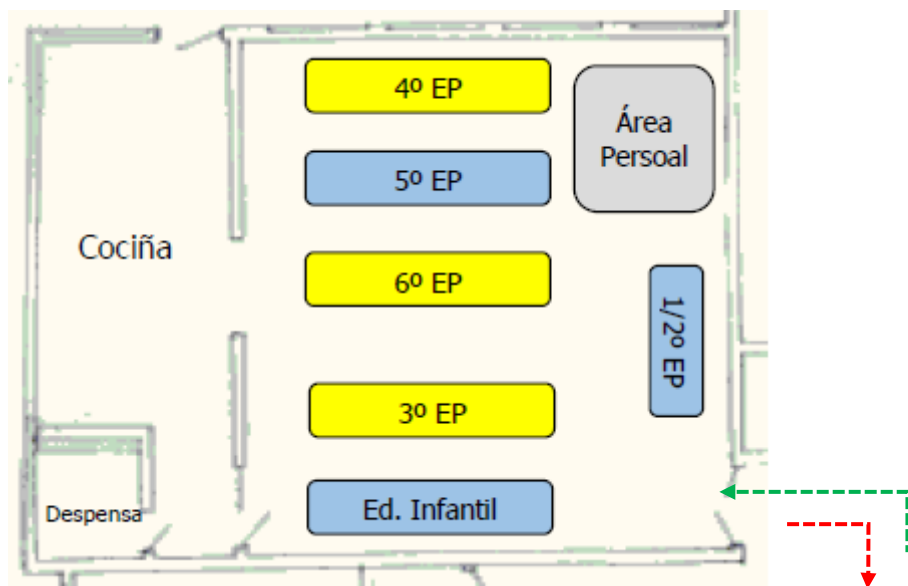 4º EP
Área
Persoal
5º EP
Cociña
6º EP
1/2º EP
3º EP
Ed. Infantil
Despensa